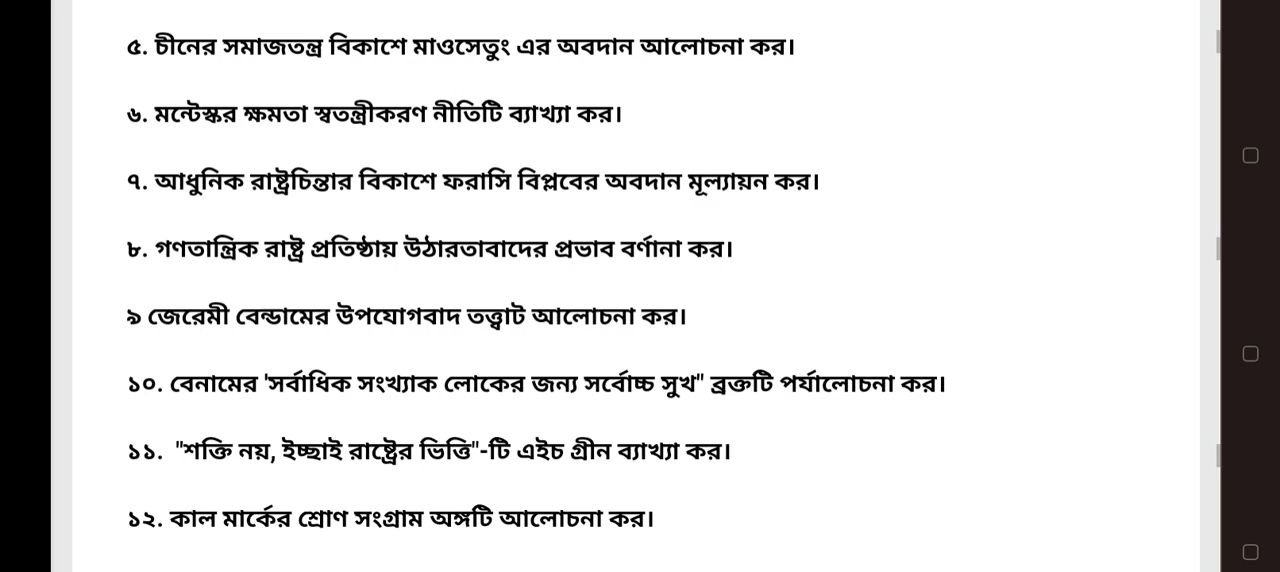 ৫. চীনের সমাজতন্ত্র বিকাশে মাওসেতুং এর অবদান আলোচনা কর।
৬. মন্টেস্কর ক্ষমতা স্বতন্ত্রীকরণ নীতিটি ব্যাখ্যা কর।
৭. আধুনিক রাষ্ট্রচিন্তার বিকাশে ফরাসি বিপ্লবের অবদান মূল্যায়ন কর।
৮. গণতান্ত্রিক রাষ্ট্র প্রতিষ্ঠায় উঠারতাবাদের প্রভাব বর্ণানা কর।
৯ জেরেমী বেন্ডামের উপযোগবাদ তত্ত্বাট আলোচনা কর।
১০. বেনামের 'সর্বাধিক সংখ্যাক লোকের জন্য সর্বোচ্চ সুখ" ব্রক্তটি পর্যালোচনা কর।
১১. "শক্তি নয়, ইচ্ছাই রাষ্ট্রের ভিত্তি"-টি এইচ গ্রীন ব্যাখ্যা কর।
১২. কাল মার্কের শ্রোণ সংগ্রাম অঙ্গটি আলোচনা কর।